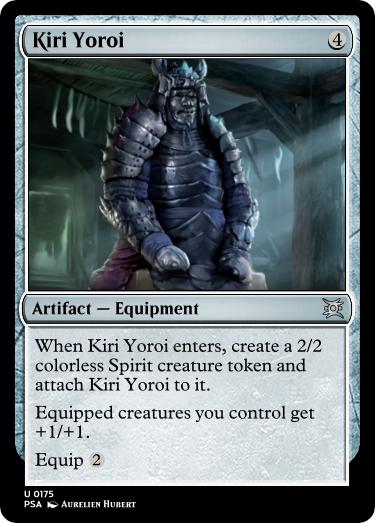 Kiri Yoroi 4
Artifact — Equipment
When Kiri Yoroi enters, create a 2/2
colorless Spirit creature token and
attach Kiri Yoroi to it.
Equipped creatures you control get
+1/+1.
Equip 2
U 0175
PSA Aurelien Hubert